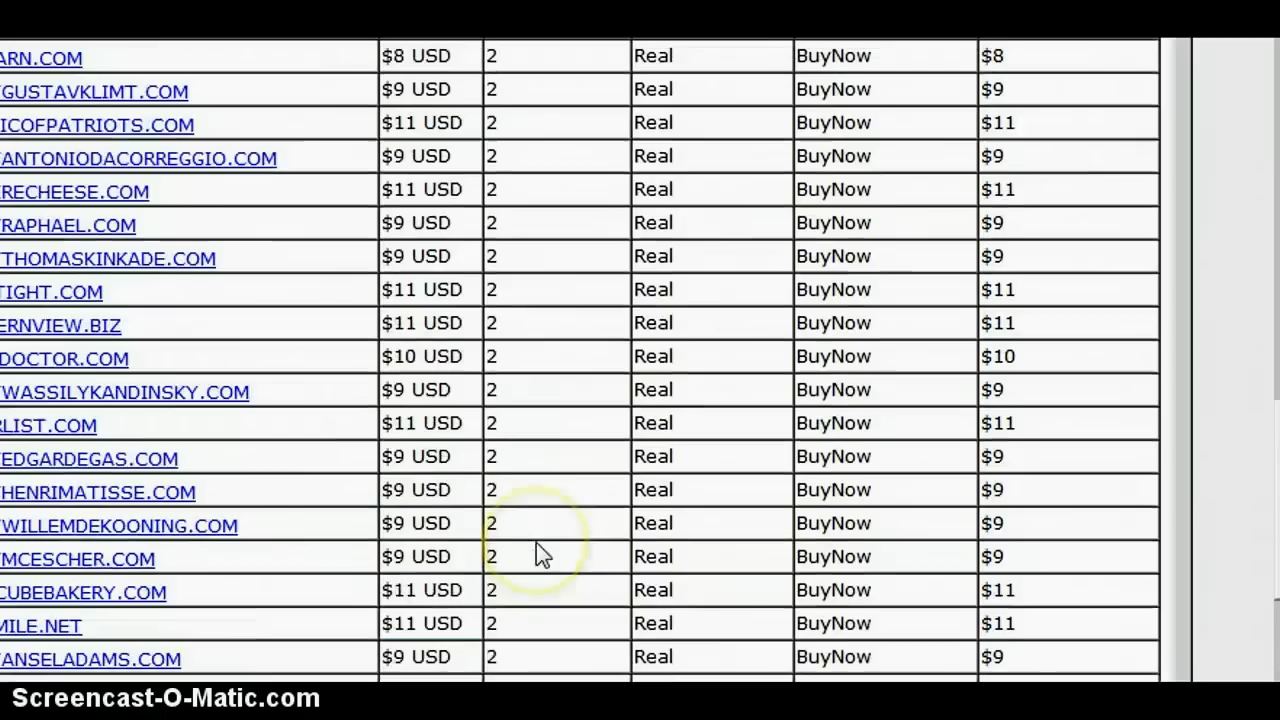 ARN.COM $8 USD 2 Real BuyNow $8
GUSTAVKLIMT.COM $9 USD 2 Real BuyNow $9
ICOFPATRIOTS.COM $11 USD 2 Real BuyNow $11
ANTONIODACORREGGIO.COM $9 USD 2 Real BuyNow $9
RECHEESE.COM $11 USD 2 Real BuyNow $11
RAPHAEL.COM $9 USD 2 Real BuyNow $9
THOMASKINKADE.COM $9 USD 2 Real BuyNow $9
TIGHT.COM $11 USD 2 Real BuyNow $11
ERNVIEW.BIZ $11 USD 2 Real BuyNow $11
DOCTOR.COM $10 USD 2 Real BuyNow $10
WASSILYKANDINSKY.COM $9 USD 2 Real BuyNow $9
RLIST.COM $11 USD 2 Real BuyNow $11
EDGARDEGAS.COM $9 USD 2 Real BuyNow $9
HENRIMATISSE.COM $9 USD 2 Real BuyNow $9
WILLEMDEKOONING.COM $9 USD 2 Real BuyNow $9
MCESCHER.COM $9 USD 2 Real BuyNow $9
CUBEBAKERY.COM $11 USD 2 Real BuyNow $11
MILE.NET $11 USD 2 Real BuyNow $11
ANSELADAMS.COM $9 USD 2 Real BuyNow $9
Screencast-O-Matic.com